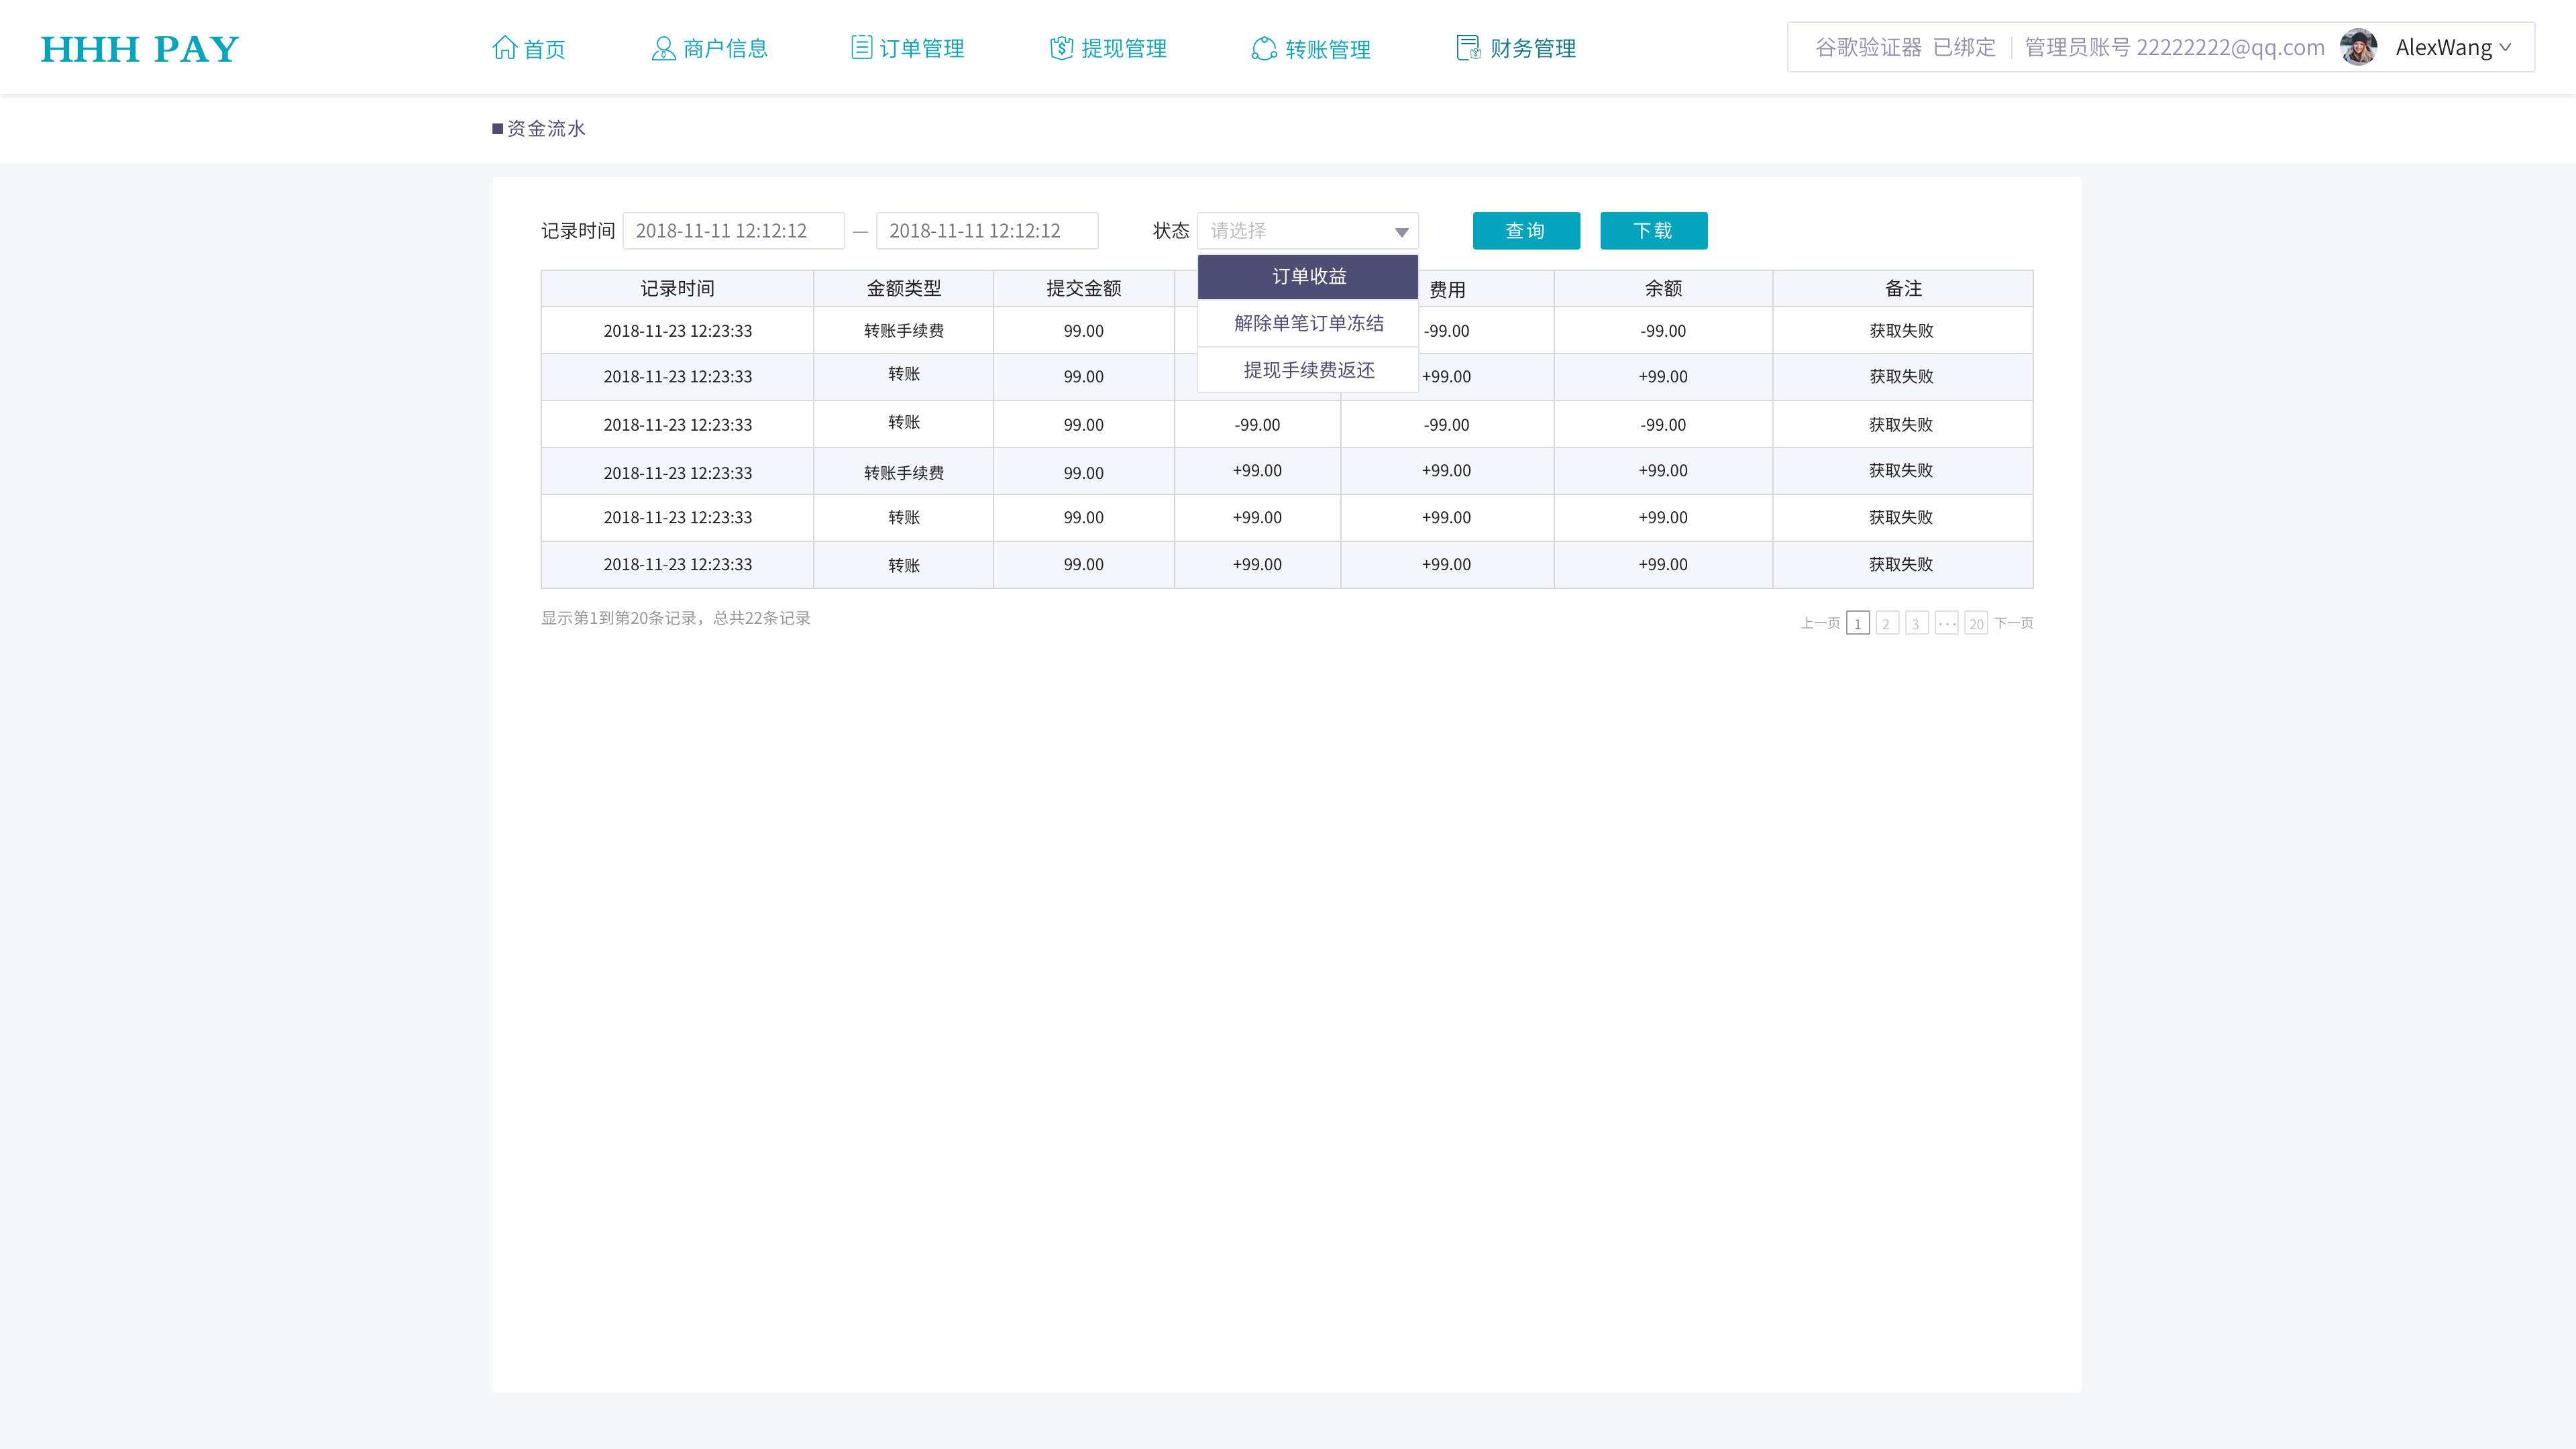 HHH PAY 首页 商户信息 订单管理 提现管理 转账管理 财务管理 谷歌验证器 已绑定 管理员账号 22222222@qq.com AlexWang
资金流水
记录时间 2018-11-11 12:12:12 — 2018-11-11 12:12:12 状态 请选择 查询 下载
订单收益
解除单笔订单冻结
提现手续费返还
记录时间 金额类型 提交金额 费用 余额 备注
2018-11-23 12:23:33 转账手续费 99.00 -99.00 -99.00 获取失败
2018-11-23 12:23:33 转账 99.00 +99.00 +99.00 获取失败
2018-11-23 12:23:33 转账 99.00 -99.00 -99.00 -99.00 获取失败
2018-11-23 12:23:33 转账手续费 99.00 +99.00 +99.00 +99.00 获取失败
2018-11-23 12:23:33 转账 99.00 +99.00 +99.00 +99.00 获取失败
2018-11-23 12:23:33 转账 99.00 +99.00 +99.00 +99.00 获取失败
显示第1到第20条记录，总共22条记录 上一页 1 2 3 ··· 20 下一页